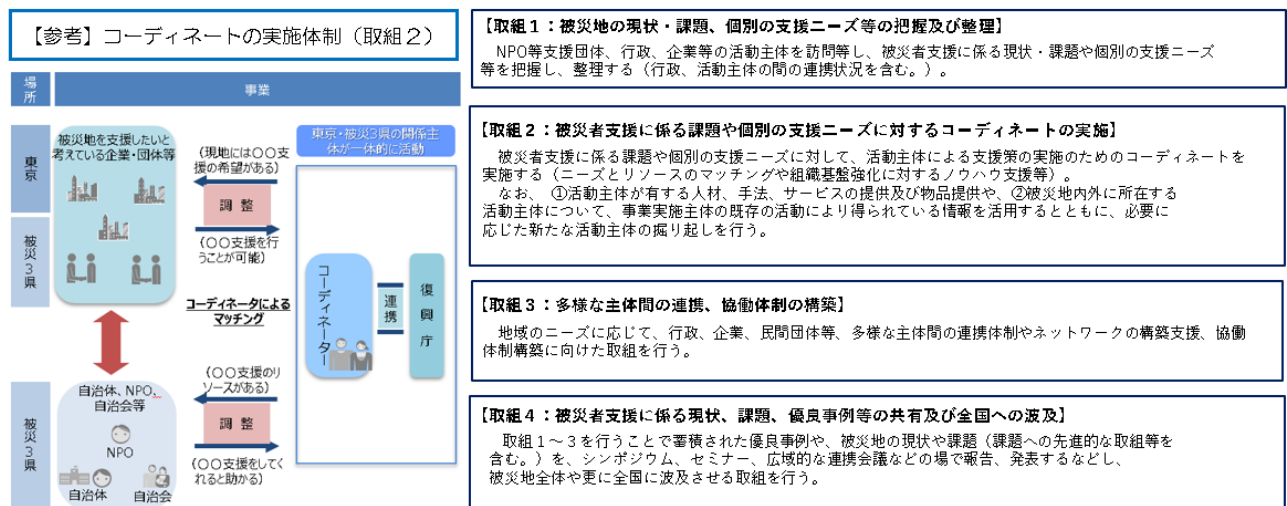 【参考】コーディネートの実施体制（取組２）
場
所
事業
東
京
被
災
３
県
被
災
３
県
被災地を支援したいと
考えている企業・団体等
（現地には〇〇支
援の希望がある）
調 整
（〇〇支援を行
うことが可能）
コーディネータによる
マッチング
東京・被災3県の関係主
体が一体的に活動
コーディネーター
連
携
復
興
庁
自治体、NPO、
自治会等
NPO
自治体
自治会
（〇〇支援のリ
ソースがある）
調 整
（〇〇支援をしてく
れると助かる）
【取組１：被災地の現状・課題、個別の支援ニーズ等の把握及び整理】
NPO等支援団体、行政、企業等の活動主体を訪問等し、被災者支援に係る現状・課題や個別の支援ニーズ
等を把握し、整理する（行政、活動主体の間の連携状況を含む。）。
【取組２：被災者支援に係る課題や個別の支援ニーズに対するコーディネートの実施】
被災者支援に係る課題や個別の支援ニーズに対して、活動主体による支援策の実施のためのコーディネートを
実施する（ニーズとリソースのマッチングや組織基盤強化に対するノウハウ支援等）。
なお、①活動主体が有する人材、手法、サービスの提供及び物品提供や、②被災地内外に所在する
活動主体について、事業実施主体の既存の活動により得られている情報を活用するとともに、必要に
応じた新たな活動主体の掘り起しを行う。
【取組３：多様な主体間の連携、協働体制の構築】
地域のニーズに応じて、行政、企業、民間団体等、多様な主体間の連携体制やネットワークの構築支援、協働
体制構築に向けた取組を行う。
【取組４：被災者支援に係る現状、課題、優良事例等の共有及び全国への波及】
取組１～３を行うことで蓄積された優良事例や、被災地の現状や課題（課題への先進的な取組等を
含む。）を、シンポジウム、セミナー、広域的な連携会議などの場で報告、発表するなどし、
被災地全体や更に全国に波及させる取組を行う。